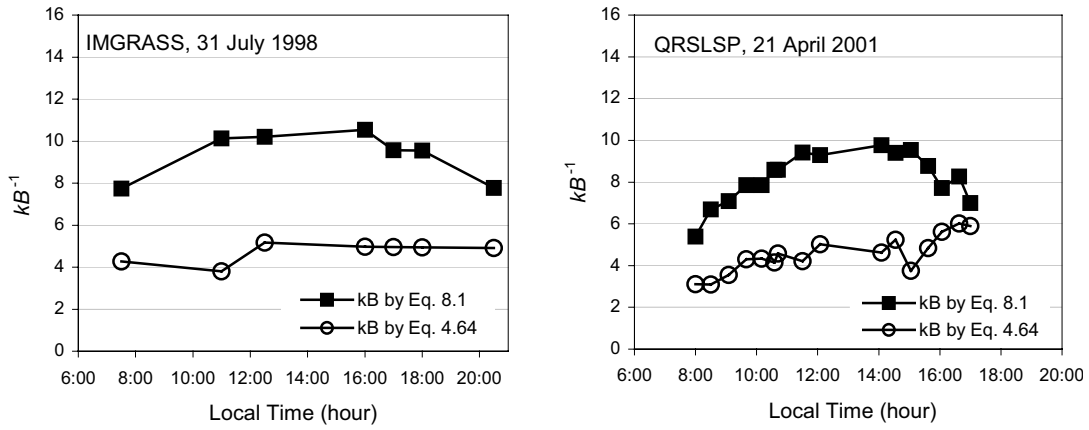 16
14
12
10
8
6
4
2
0
kB⁻¹
IMGRASS, 31 July 1998
kB by Eq. 8.1
kB by Eq. 4.64
6:00 8:00 10:00 12:00 14:00 16:00 18:00 20:00
Local Time (hour)
16
14
12
10
8
6
4
2
0
kB⁻¹
QRSLSP, 21 April 2001
kB by Eq. 8.1
kB by Eq. 4.64
6:00 8:00 10:00 12:00 14:00 16:00 18:00 20:00
Local Time (hour)